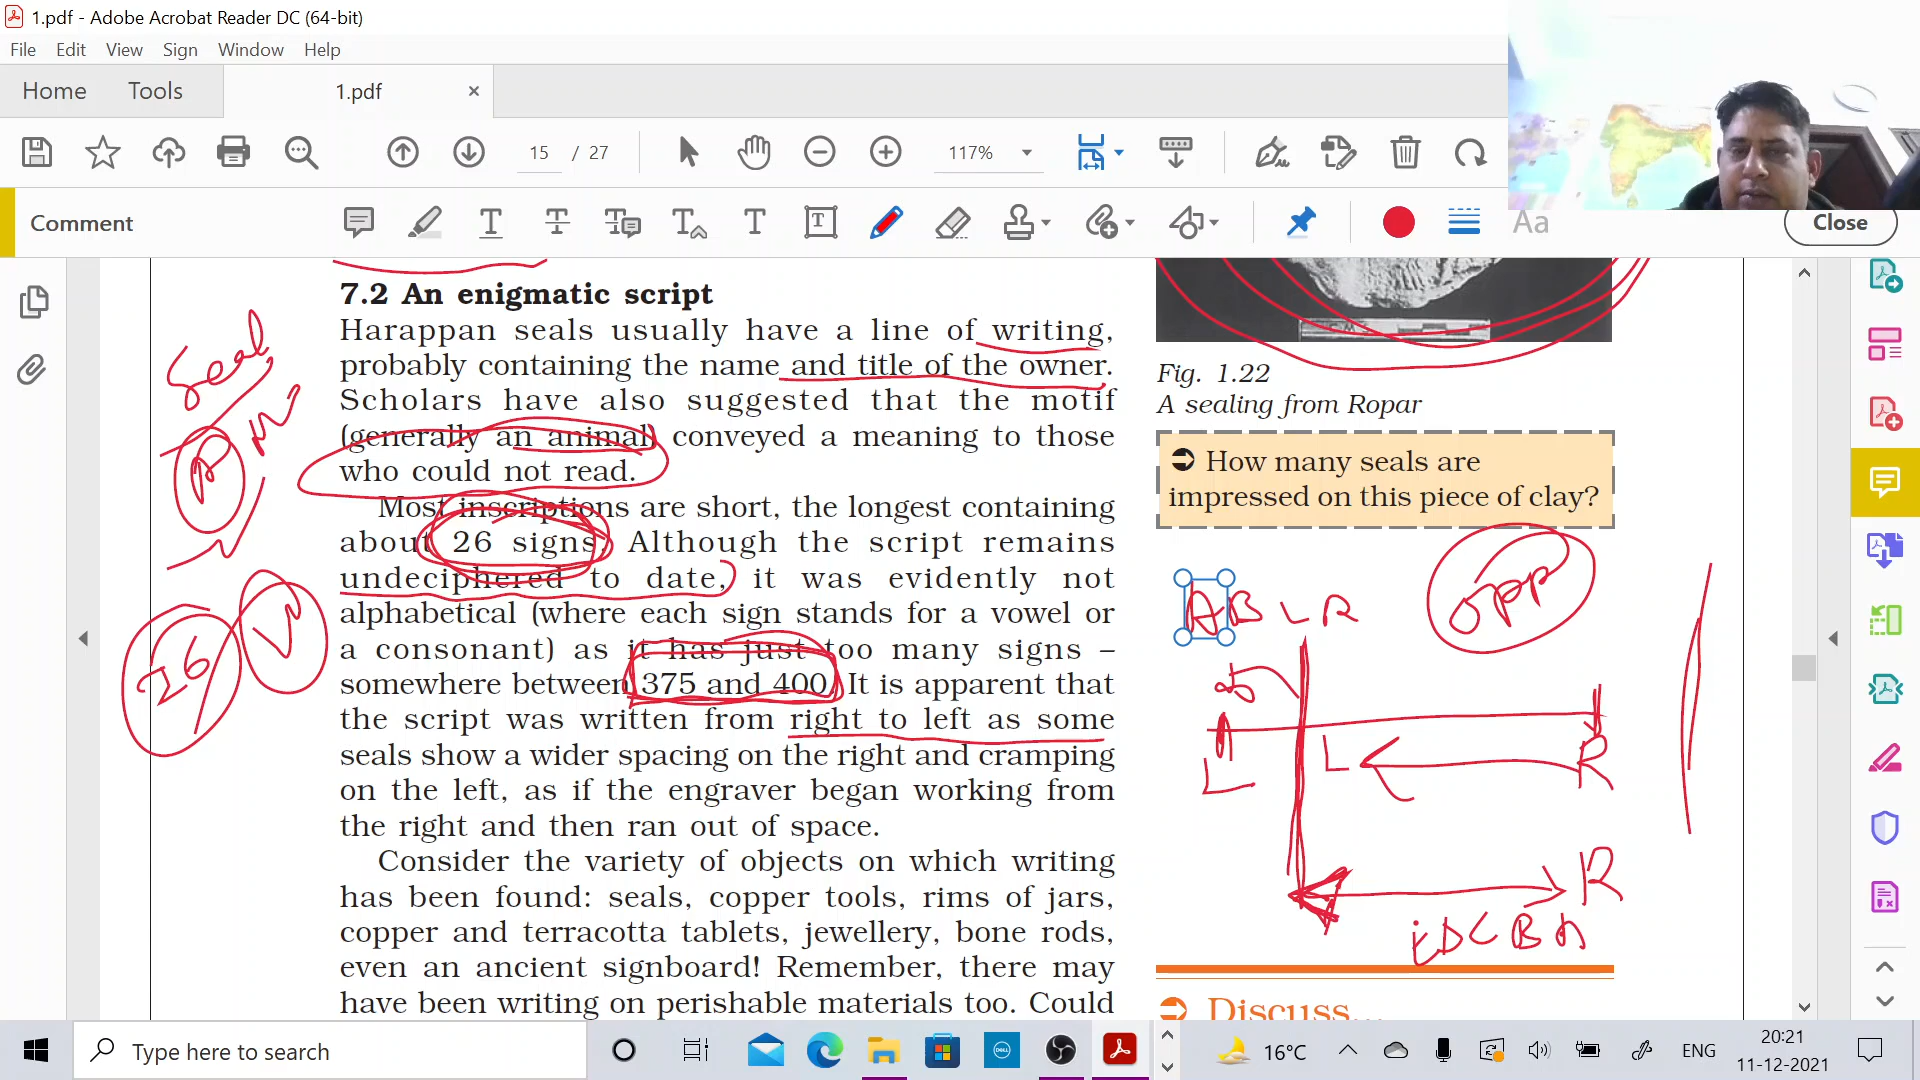 1.pdf - Adobe Acrobat Reader DC (64-bit)
File Edit View Sign Window Help
Home Tools 1.pdf ×
15 / 27 117%
Comment
Aa Close
7.2 An enigmatic script
Harappan seals usually have a line of writing,
probably containing the name and title of the owner.
Scholars have also suggested that the motif
(generally an animal) conveyed a meaning to those
who could not read.
Most inscriptions are short, the longest containing
about 26 signs. Although the script remains
undeciphered to date, it was evidently not
alphabetical (where each sign stands for a vowel or
a consonant) as it has just too many signs –
somewhere between 375 and 400. It is apparent that
the script was written from right to left as some
seals show a wider spacing on the right and cramping
on the left, as if the engraver began working from
the right and then ran out of space.
Consider the variety of objects on which writing
has been found: seals, copper tools, rims of jars,
copper and terracotta tablets, jewellery, bone rods,
even an ancient signboard! Remember, there may
have been writing on perishable materials too. Could
Seal
P
M
26
V
Fig. 1.22
A sealing from Ropar
➲ How many seals are
impressed on this piece of clay?
opp
A B L R
A
L L R
R
E D C B A
➲ Discuss...
Type here to search
DELL
16°C
ENG
20:21
11-12-2021